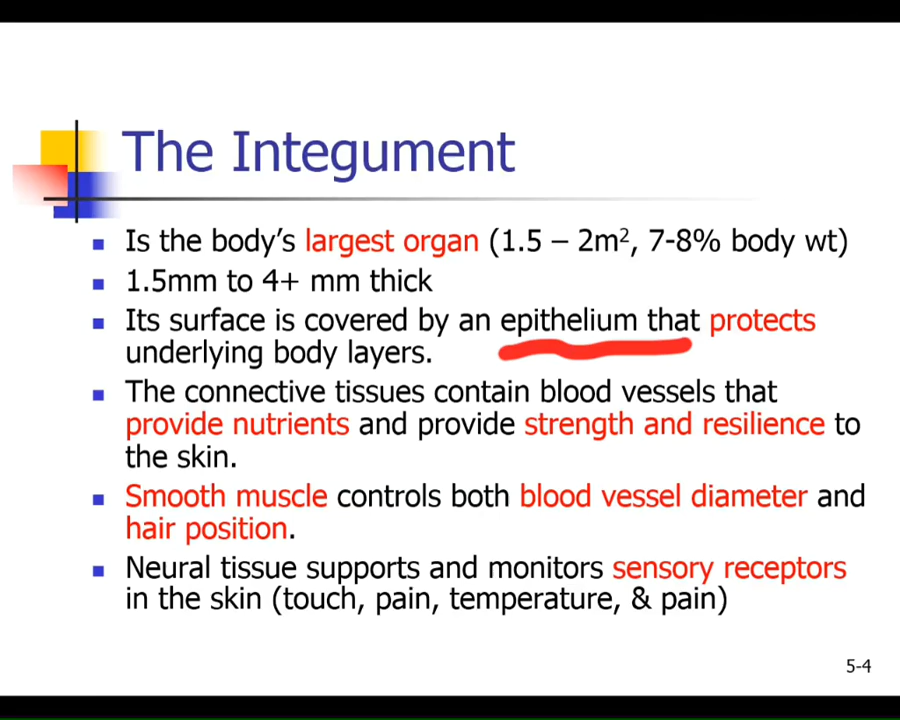 The Integument
Is the body's largest organ (1.5 – 2m², 7-8% body wt)
1.5mm to 4+ mm thick
Its surface is covered by an epithelium that protects
underlying body layers.
The connective tissues contain blood vessels that
provide nutrients and provide strength and resilience to
the skin.
Smooth muscle controls both blood vessel diameter and
hair position.
Neural tissue supports and monitors sensory receptors
in the skin (touch, pain, temperature, & pain)
5-4